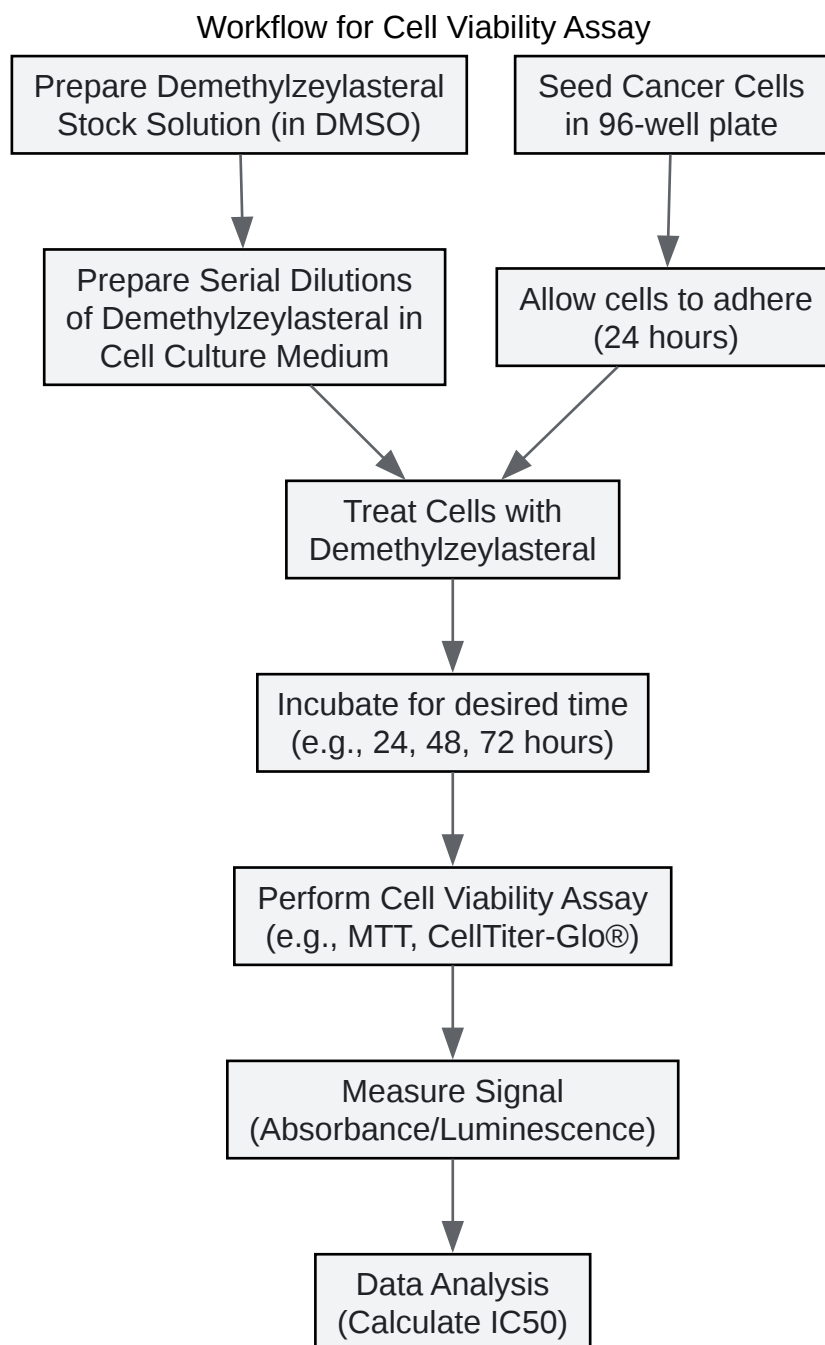 Workflow for Cell Viability Assay
Prepare Demethylzeylasteral
Stock Solution (in DMSO)
Seed Cancer Cells
in 96-well plate
Prepare Serial Dilutions
of Demethylzeylasteral in
Cell Culture Medium
Allow cells to adhere
(24 hours)
Treat Cells with
Demethylzeylasteral
Incubate for desired time
(e.g., 24, 48, 72 hours)
Perform Cell Viability Assay
(e.g., MTT, CellTiter-Glo®)
Measure Signal
(Absorbance/Luminescence)
Data Analysis
(Calculate IC50)